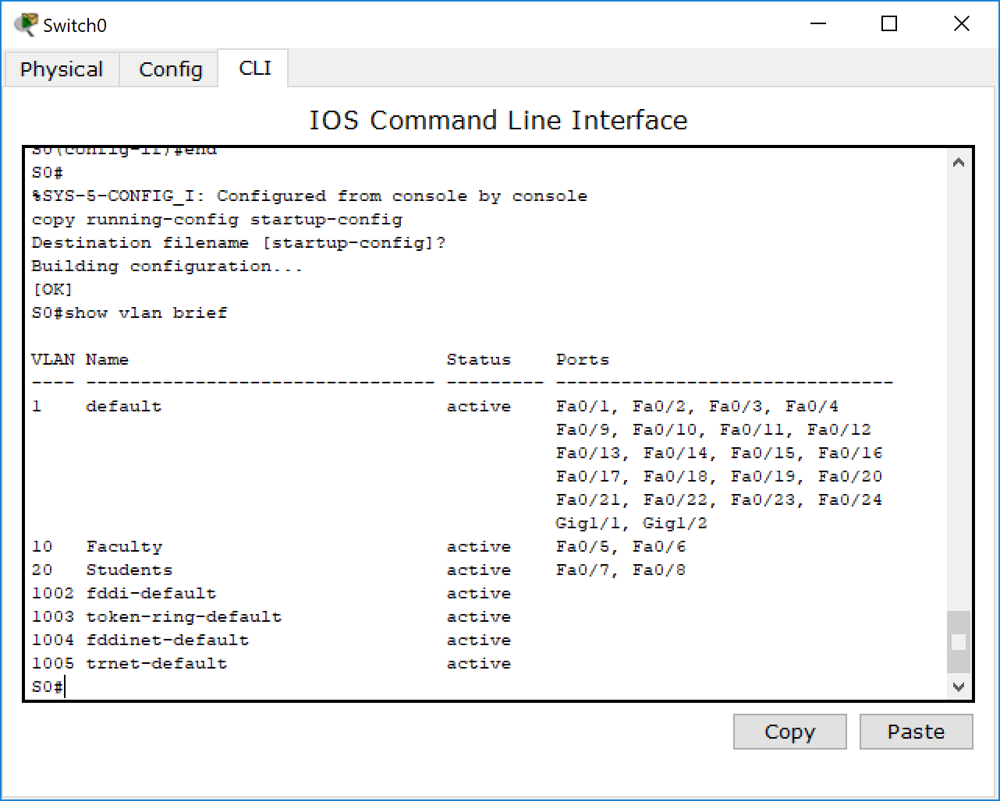 Switch0
Physical Config CLI
IOS Command Line Interface
S0(config-if)#end
S0#
%SYS-5-CONFIG_I: Configured from console by console
copy running-config startup-config
Destination filename [startup-config]?
Building configuration...
[OK]
S0#show vlan brief
VLAN Name                             Status    Ports
---- -------------------------------- --------- -------------------------------
1    default                          active    Fa0/1, Fa0/2, Fa0/3, Fa0/4
                                                Fa0/9, Fa0/10, Fa0/11, Fa0/12
                                                Fa0/13, Fa0/14, Fa0/15, Fa0/16
                                                Fa0/17, Fa0/18, Fa0/19, Fa0/20
                                                Fa0/21, Fa0/22, Fa0/23, Fa0/24
                                                Gig1/1, Gig1/2
10   Faculty                          active    Fa0/5, Fa0/6
20   Students                         active    Fa0/7, Fa0/8
1002 fddi-default                     active
1003 token-ring-default               active
1004 fddinet-default                  active
1005 trnet-default                    active
S0#
Copy Paste